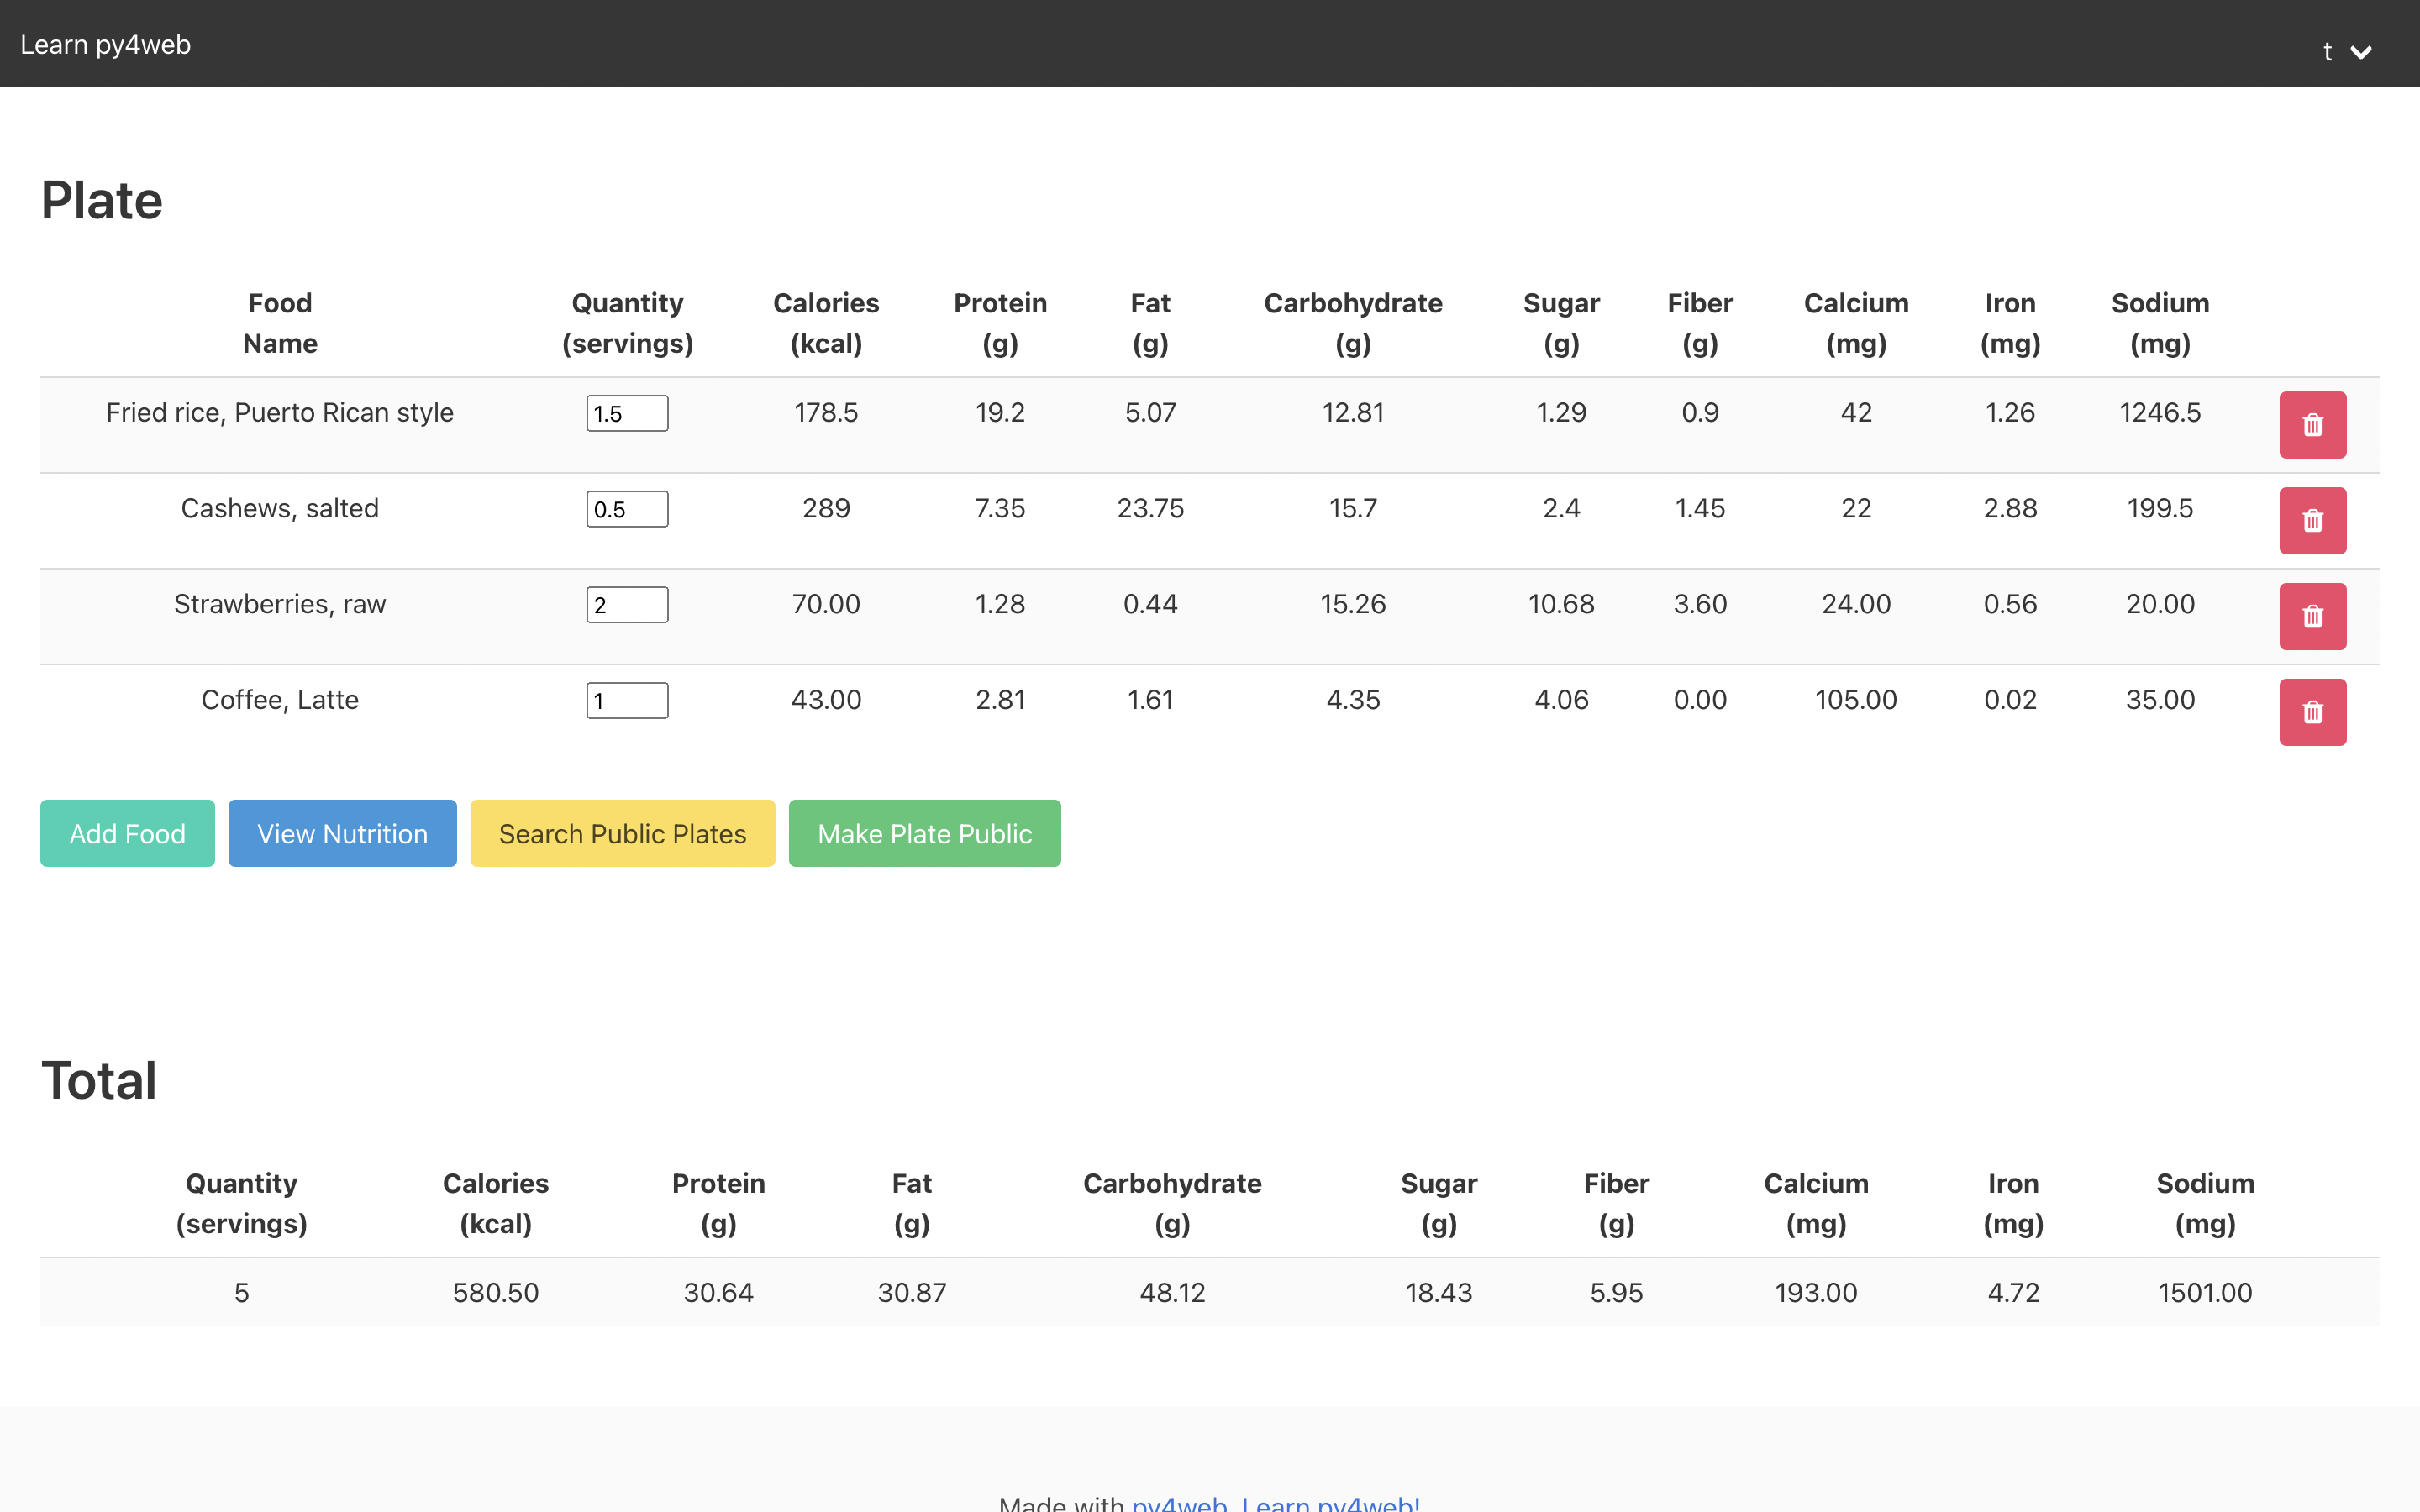 Learn py4web
t
Plate
Food Name Quantity (servings) Calories (kcal) Protein (g) Fat (g) Carbohydrate (g) Sugar (g) Fiber (g) Calcium (mg) Iron (mg) Sodium (mg)
Fried rice, Puerto Rican style 1.5 178.5 19.2 5.07 12.81 1.29 0.9 42 1.26 1246.5
Cashews, salted 0.5 289 7.35 23.75 15.7 2.4 1.45 22 2.88 199.5
Strawberries, raw 2 70.00 1.28 0.44 15.26 10.68 3.60 24.00 0.56 20.00
Coffee, Latte 1 43.00 2.81 1.61 4.35 4.06 0.00 105.00 0.02 35.00
Add Food View Nutrition Search Public Plates Make Plate Public
Total
Quantity (servings) Calories (kcal) Protein (g) Fat (g) Carbohydrate (g) Sugar (g) Fiber (g) Calcium (mg) Iron (mg) Sodium (mg)
5 580.50 30.64 30.87 48.12 18.43 5.95 193.00 4.72 1501.00
Made with py4web. Learn py4web!